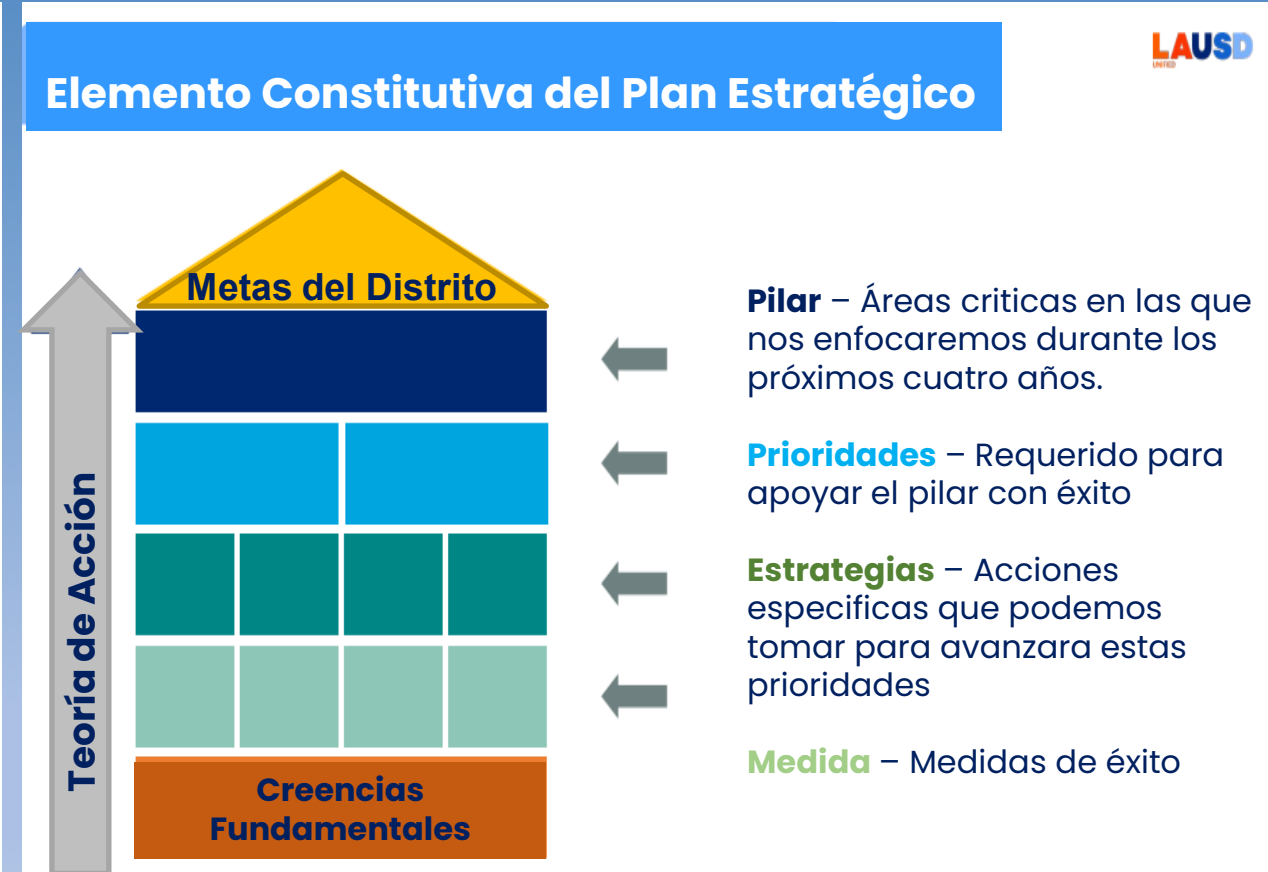 LAUSD
UNIFIED
Elemento Constitutiva del Plan Estratégico
Metas del Distrito
Teoría de Acción
Creencias
Fundamentales
Pilar – Áreas criticas en las que
nos enfocaremos durante los
próximos cuatro años.
Prioridades – Requerido para
apoyar el pilar con éxito
Estrategias – Acciones
especificas que podemos
tomar para avanzara estas
prioridades
Medida – Medidas de éxito